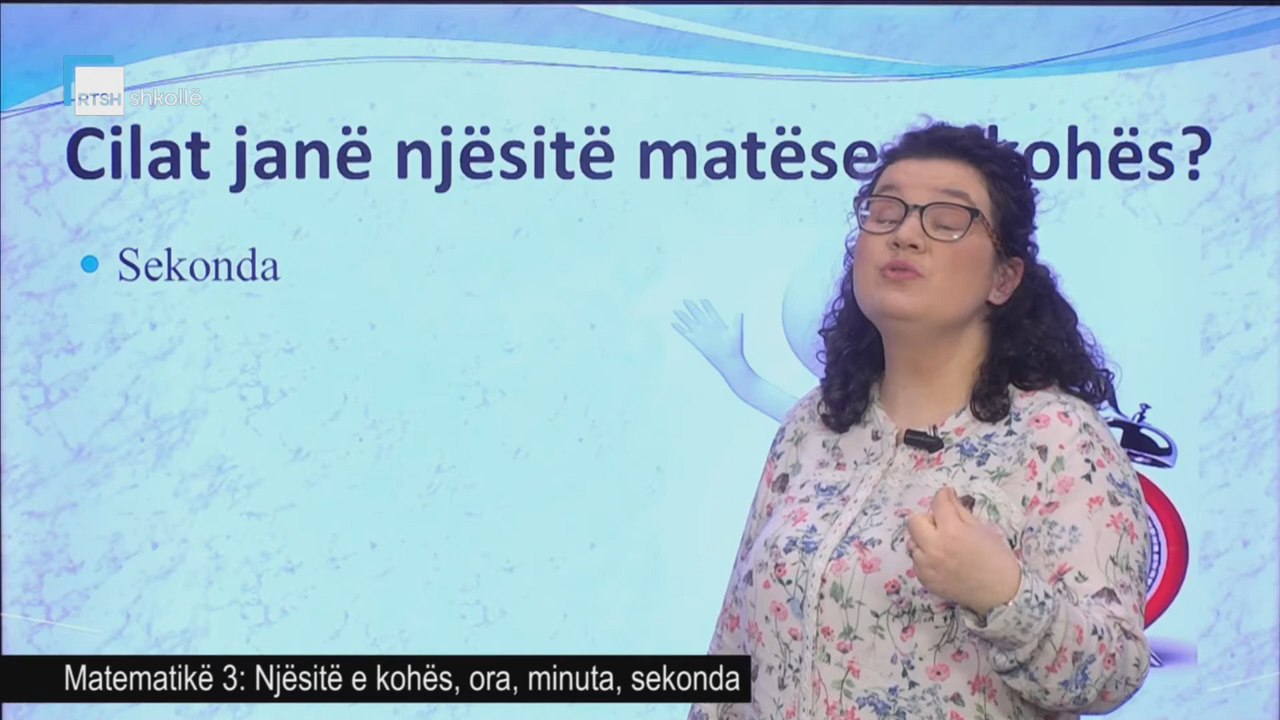 RTSH shkollë
Cilat janë njësitë matëse kohës?
• Sekonda
Matematikë 3: Njësitë e kohës, ora, minuta, sekonda